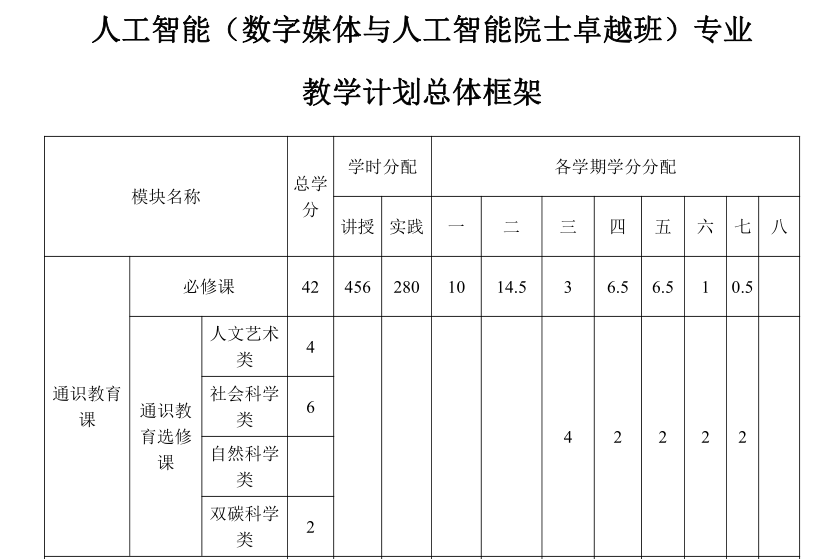 人工智能（数字媒体与人工智能院士卓越班）专业
教学计划总体框架
模块名称 总学分 学时分配 各学期学分分配
讲授 实践 一 二 三 四 五 六 七 八
通识教育课 必修课 42 456 280 10 14.5 3 6.5 6.5 1 0.5
通识教育选修课 人文艺术类 4 4 2 2 2 2
社会科学类 6
自然科学类
双碳科学类 2